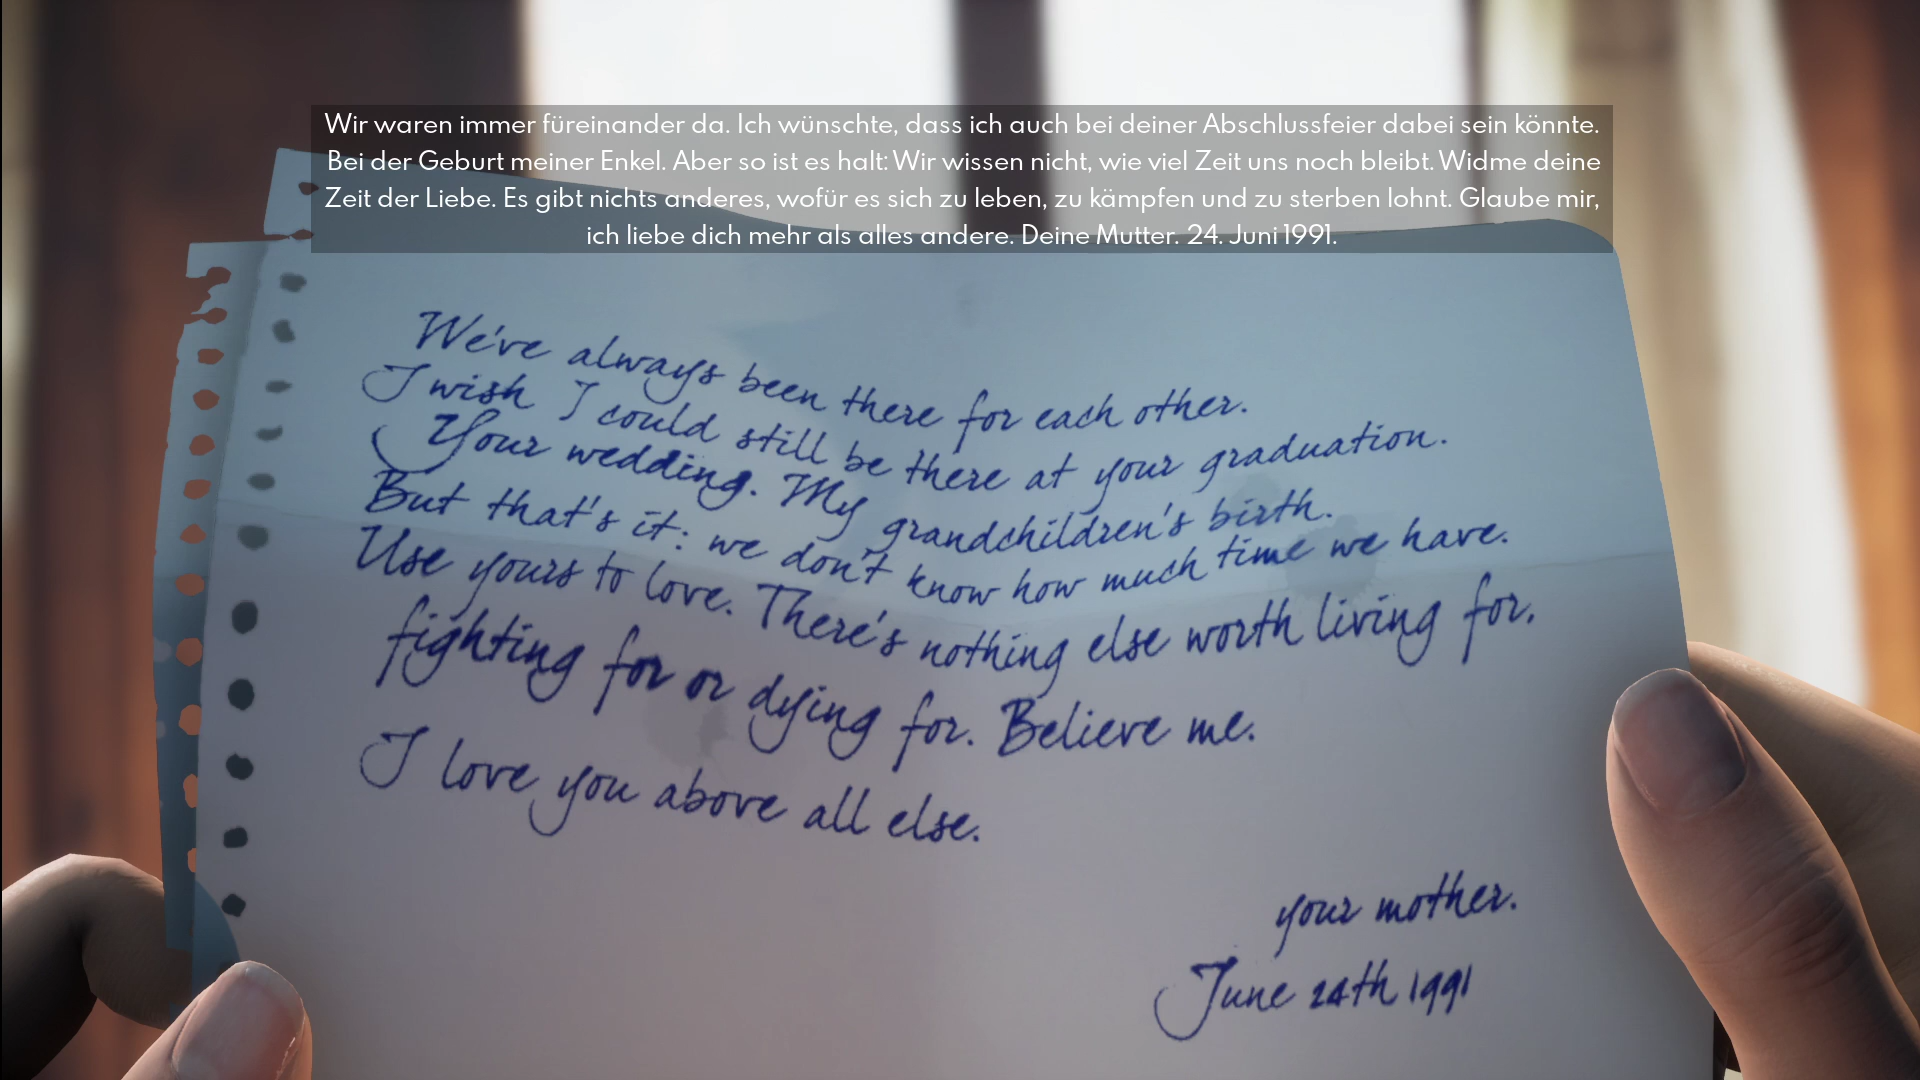 Wir waren immer füreinander da. Ich wünschte, dass ich auch bei deiner Abschlussfeier dabei sein könnte.
Bei der Geburt meiner Enkel. Aber so ist es halt: Wir wissen nicht, wie viel Zeit uns noch bleibt. Widme deine
Zeit der Liebe. Es gibt nichts anderes, wofür es sich zu leben, zu kämpfen und zu sterben lohnt. Glaube mir,
ich liebe dich mehr als alles andere. Deine Mutter. 24. Juni 1991.
We've always been there for each other.
I wish I could still be there at your graduation.
Your wedding. My grandchildren's birth.
But that's it: we don't know how much time we have.
Use yours to love. There's nothing else worth living for,
fighting for or dying for. Believe me.
I love you above all else.
your mother.
June 24th 1991